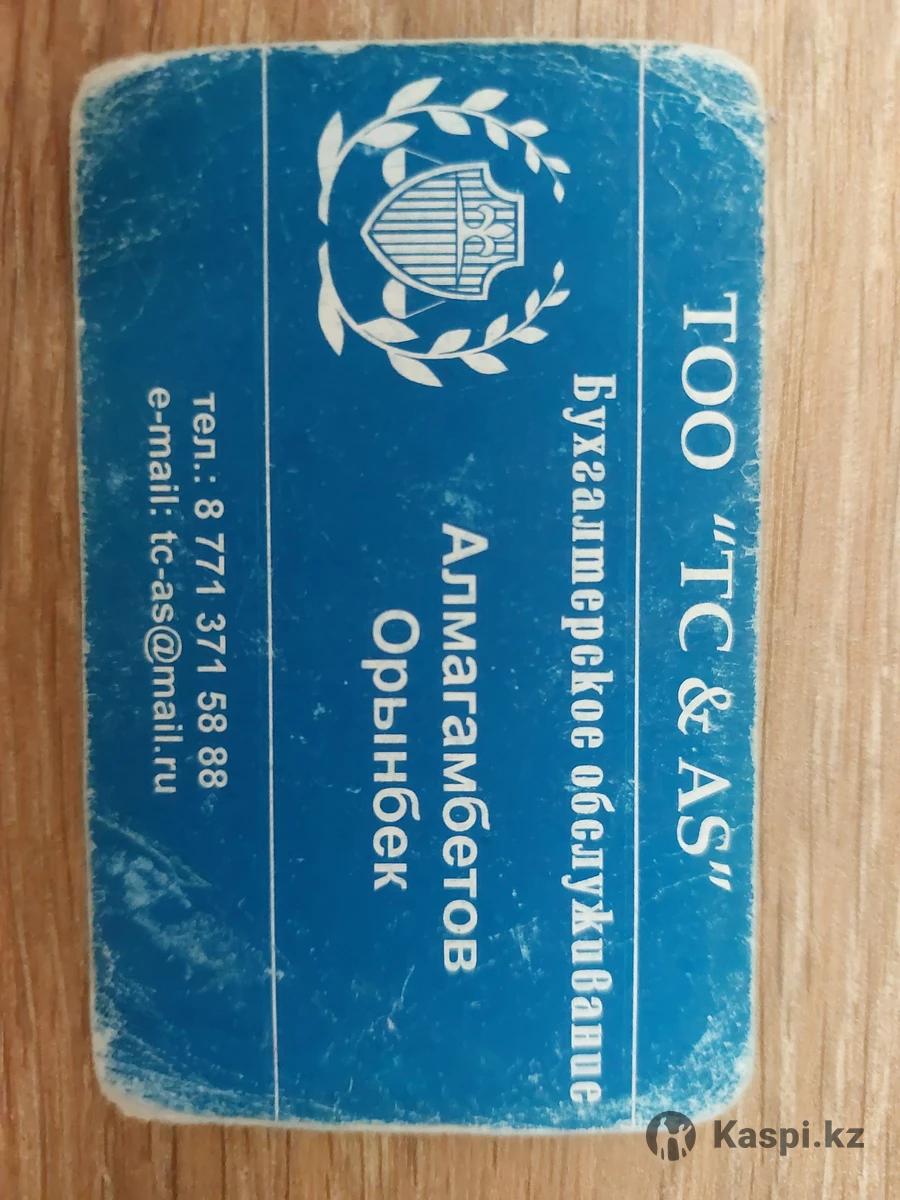 ТОО "TC & AS"
Бухгалтерское обслуживание
Алмагамбетов
Орынбек
тел.: 8 771 371 58 88
e-mail: tc-as@mail.ru
Kaspi.kz